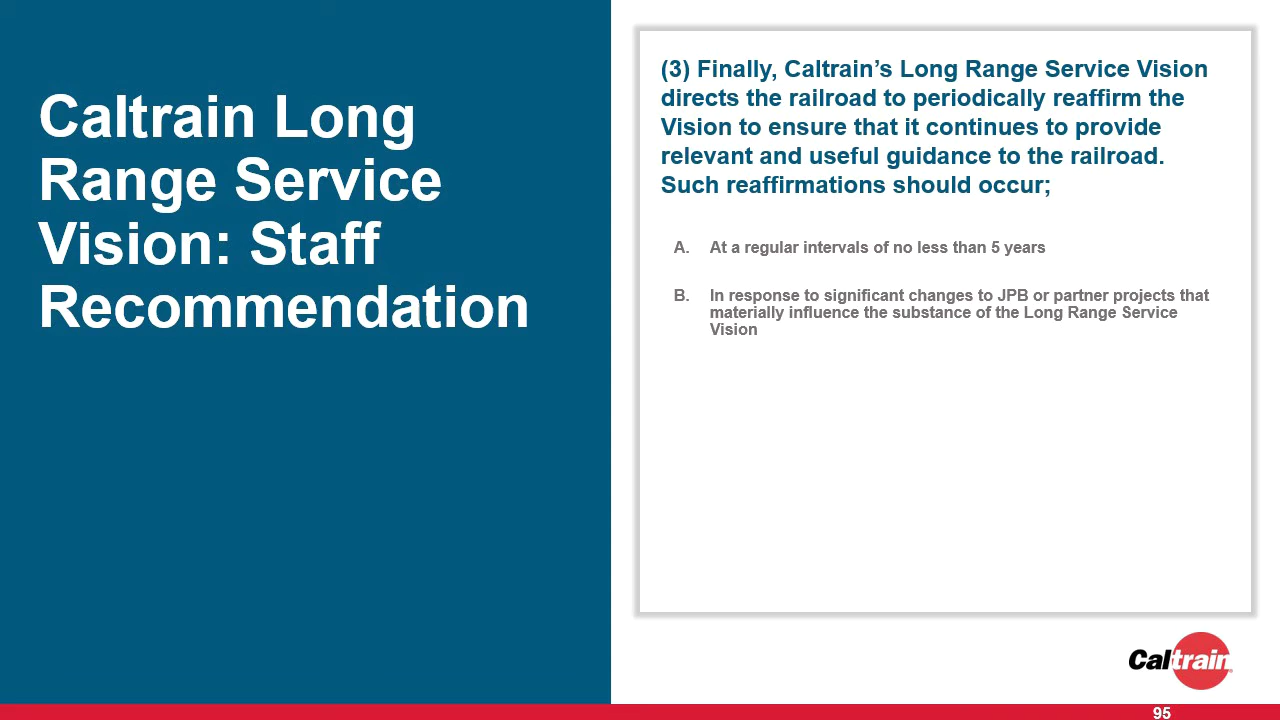 Caltrain Long
Range Service
Vision: Staff
Recommendation
(3) Finally, Caltrain’s Long Range Service Vision
directs the railroad to periodically reaffirm the
Vision to ensure that it continues to provide
relevant and useful guidance to the railroad.
Such reaffirmations should occur;
A. At a regular intervals of no less than 5 years
B. In response to significant changes to JPB or partner projects that
materially influence the substance of the Long Range Service
Vision
Caltrain
95